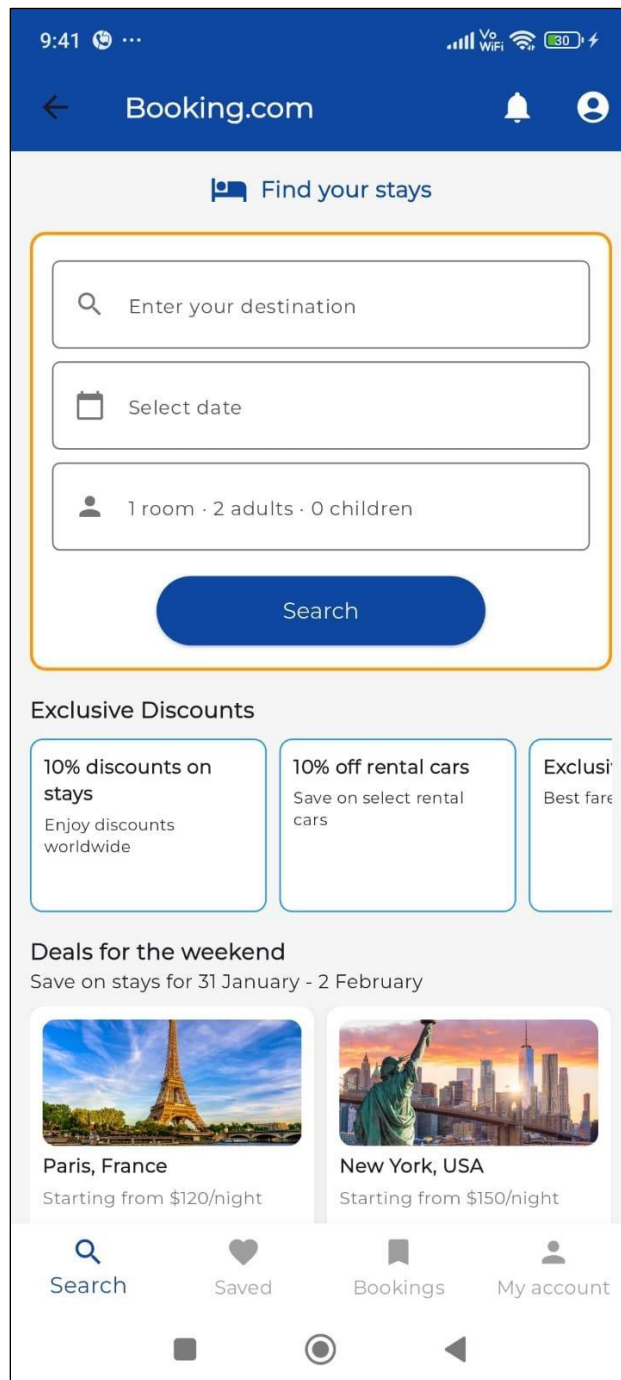 9:41 ...
Vo
WiFi
30
Booking.com
Find your stays
Enter your destination
Select date
1 room · 2 adults · 0 children
Search
Exclusive Discounts
10% discounts on
stays
Enjoy discounts
worldwide
10% off rental cars
Save on select rental
cars
Exclusi
Best fare
Deals for the weekend
Save on stays for 31 January - 2 February
Paris, France
Starting from $120/night
New York, USA
Starting from $150/night
Search
Saved
Bookings
My account